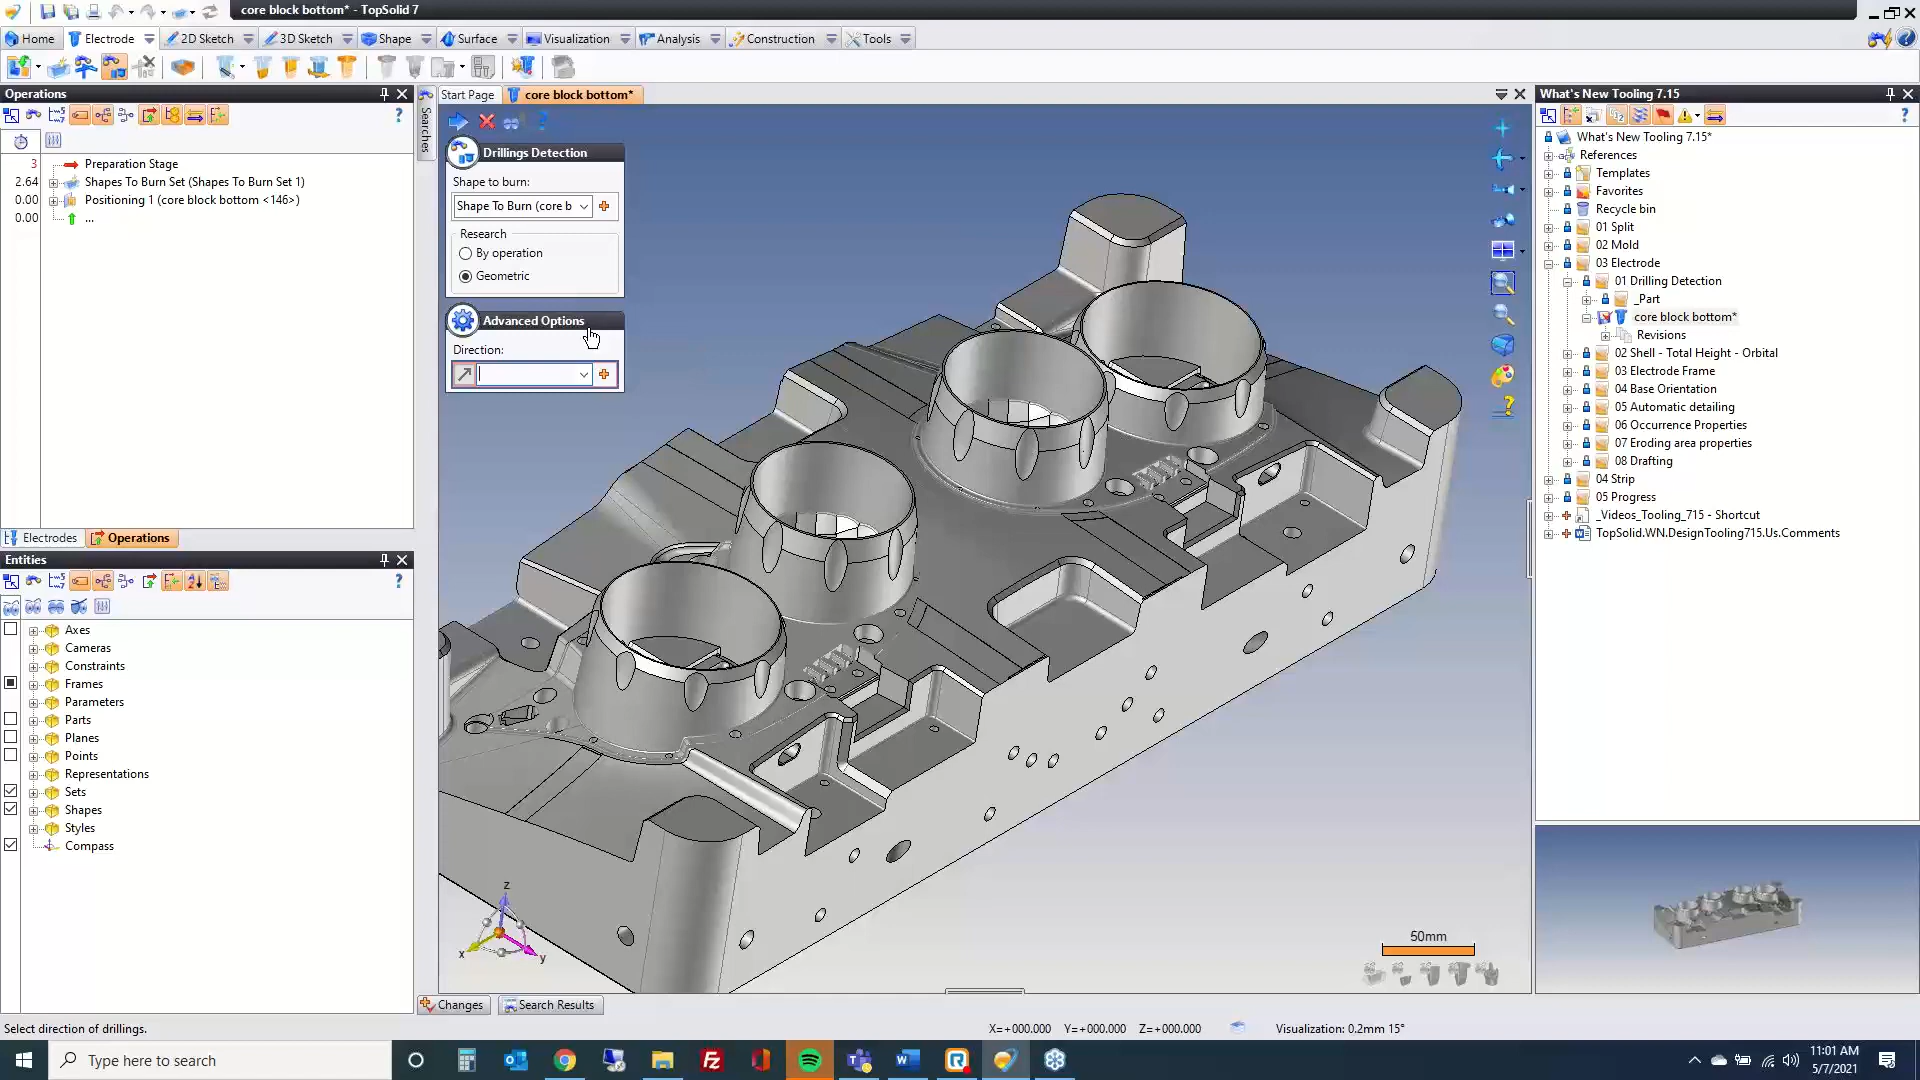 core block bottom* - TopSolid 7
Home
Electrode
2D Sketch
3D Sketch
Shape
Surface
Visualization
Analysis
Construction
Tools
Operations
Start Page
core block bottom*
What's New Tooling 7.15
Searches
3 Preparation Stage
2.64 Shapes To Burn Set (Shapes To Burn Set 1)
0.00 Positioning 1 (core block bottom <146>)
0.00 ...
Drillings Detection
Shape to burn:
Shape To Burn (core b
Research
By operation
Geometric
Advanced Options
Direction:
What's New Tooling 7.15*
References
Templates
Favorites
Recycle bin
01 Split
02 Mold
03 Electrode
01 Drilling Detection
_Part
core block bottom*
Revisions
02 Shell - Total Height - Orbital
03 Electrode Frame
04 Base Orientation
05 Automatic detailing
06 Occurrence Properties
07 Eroding area properties
08 Drafting
04 Strip
05 Progress
_Videos_Tooling_715 - Shortcut
TopSolid.WN.DesignTooling715.Us.Comments
Electrodes
Operations
Entities
Axes
Cameras
Constraints
Frames
Parameters
Parts
Planes
Points
Representations
Sets
Shapes
Styles
Compass
z
x
y
50mm
Changes
Search Results
Select direction of drillings.
X=+000.000 Y=+000.000 Z=+000.000
Visualization: 0.2mm 15°
Type here to search
11:01 AM
5/7/2021